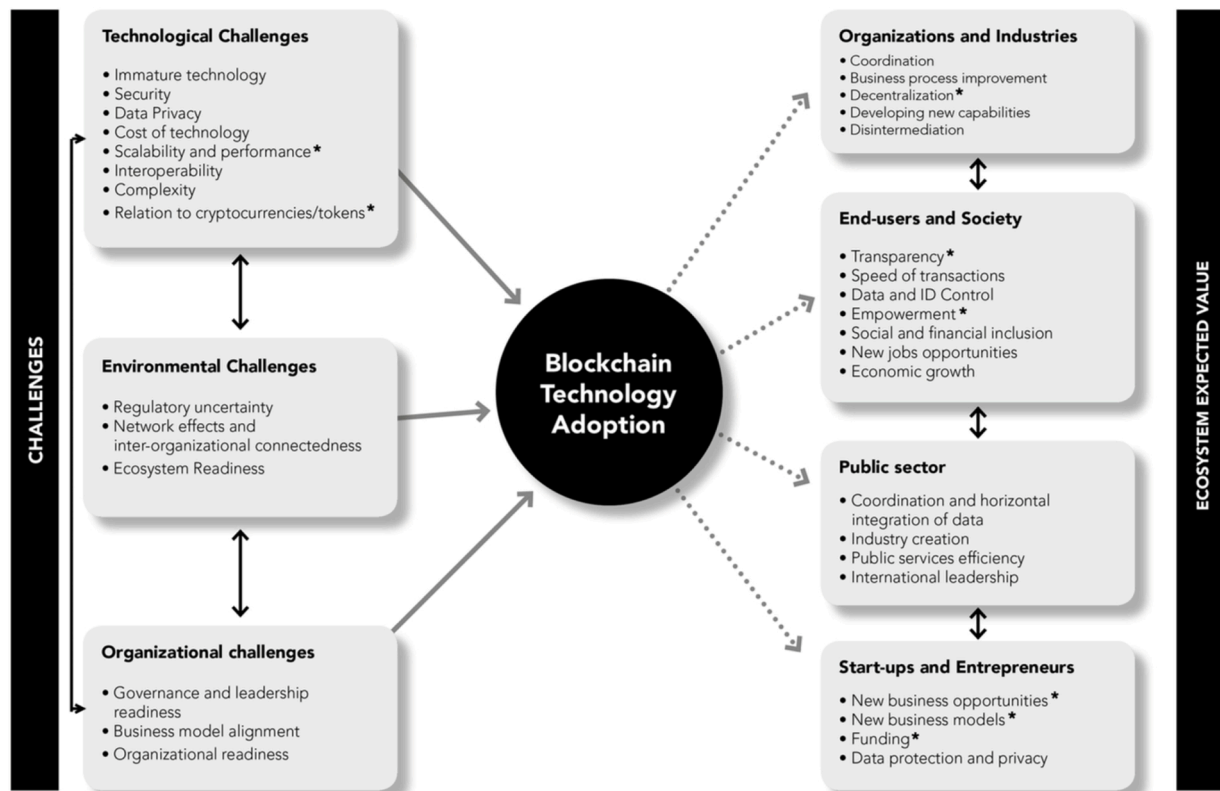 CHALLENGES
Technological Challenges
• Immature technology
• Security
• Data Privacy
• Cost of technology
• Scalability and performance*
• Interoperability
• Complexity
• Relation to cryptocurrencies/tokens*
Environmental Challenges
• Regulatory uncertainty
• Network effects and
inter-organizational connectedness
• Ecosystem Readiness
Organizational challenges
• Governance and leadership
readiness
• Business model alignment
• Organizational readiness
Blockchain
Technology
Adoption
Organizations and Industries
• Coordination
• Business process improvement
• Decentralization*
• Developing new capabilities
• Disintermediation
End-users and Society
• Transparency*
• Speed of transactions
• Data and ID Control
• Empowerment*
• Social and financial inclusion
• New jobs opportunities
• Economic growth
Public sector
• Coordination and horizontal
integration of data
• Industry creation
• Public services efficiency
• International leadership
Start-ups and Entrepreneurs
• New business opportunities*
• New business models*
• Funding*
• Data protection and privacy
ECOSYSTEM EXPECTED VALUE